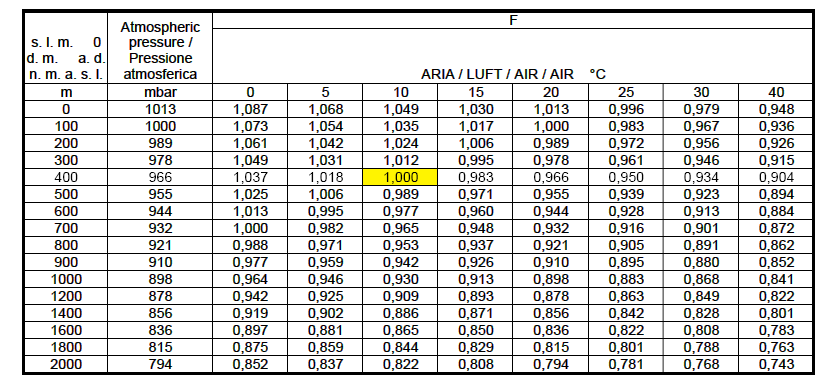 F
Atmospheric
s. l. m. 0 pressure /
d. m. a. d. Pressione
n. m. a. s. l. atmosferica ARIA / LUFT / AIR / AIR °C
m mbar 0 5 10 15 20 25 30 40
0 1013 1,087 1,068 1,049 1,030 1,013 0,996 0,979 0,948
100 1000 1,073 1,054 1,035 1,017 1,000 0,983 0,967 0,936
200 989 1,061 1,042 1,024 1,006 0,989 0,972 0,956 0,926
300 978 1,049 1,031 1,012 0,995 0,978 0,961 0,946 0,915
400 966 1,037 1,018 1,000 0,983 0,966 0,950 0,934 0,904
500 955 1,025 1,006 0,989 0,971 0,955 0,939 0,923 0,894
600 944 1,013 0,995 0,977 0,960 0,944 0,928 0,913 0,884
700 932 1,000 0,982 0,965 0,948 0,932 0,916 0,901 0,872
800 921 0,988 0,971 0,953 0,937 0,921 0,905 0,891 0,862
900 910 0,977 0,959 0,942 0,926 0,910 0,895 0,880 0,852
1000 898 0,964 0,946 0,930 0,913 0,898 0,883 0,868 0,841
1200 878 0,942 0,925 0,909 0,893 0,878 0,863 0,849 0,822
1400 856 0,919 0,902 0,886 0,871 0,856 0,842 0,828 0,801
1600 836 0,897 0,881 0,865 0,850 0,836 0,822 0,808 0,783
1800 815 0,875 0,859 0,844 0,829 0,815 0,801 0,788 0,763
2000 794 0,852 0,837 0,822 0,808 0,794 0,781 0,768 0,743